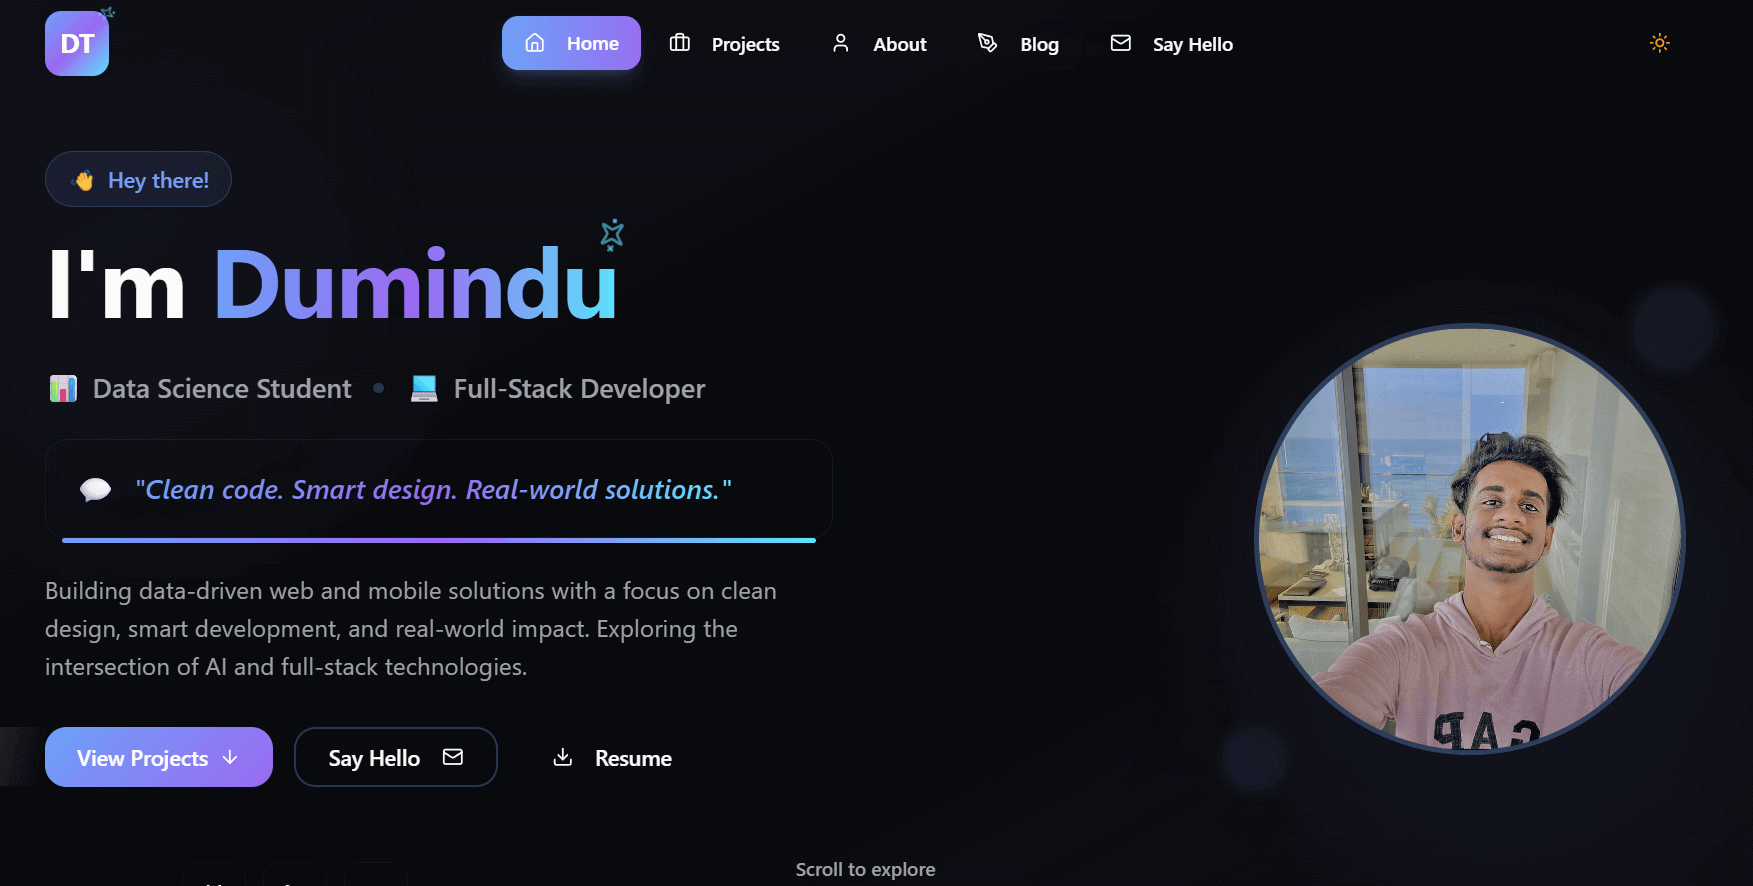 DT
Home
Projects
About
Blog
Say Hello
Hey there!
I'm Dumindu
Data Science Student
Full-Stack Developer
"Clean code. Smart design. Real-world solutions."
Building data-driven web and mobile solutions with a focus on clean
design, smart development, and real-world impact. Exploring the
intersection of AI and full-stack technologies.
View Projects
Say Hello
Resume
GAP
Scroll to explore